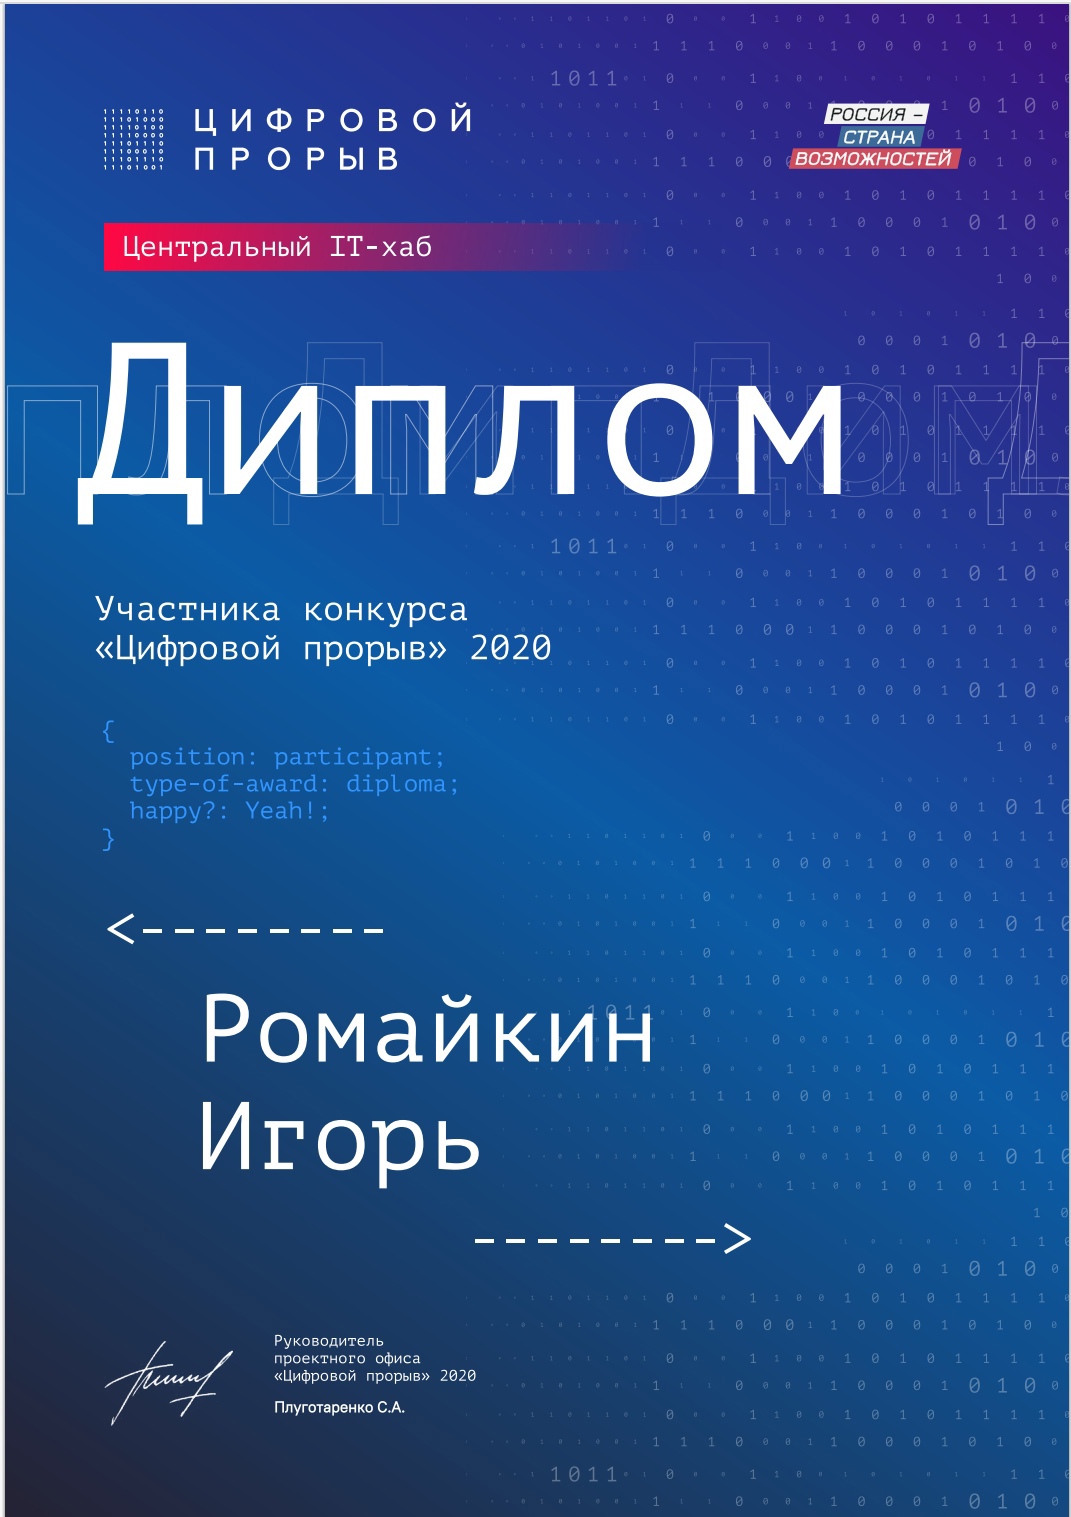 11110110
ЦИФРОВОЙ
ПРОРЫВ
РОССИЯ –
СТРАНА
ВОЗМОЖНОСТЕЙ
Центральный IT-хаб
Диплом
Участника конкурса
«Цифровой прорыв» 2020
{
position: participant;
type-of-award: diploma;
happy?: Yeah!;
}
Ромайкин
Игорь
Руководитель
проектного офиса
«Цифровой прорыв» 2020
Плуготаренко С.А.